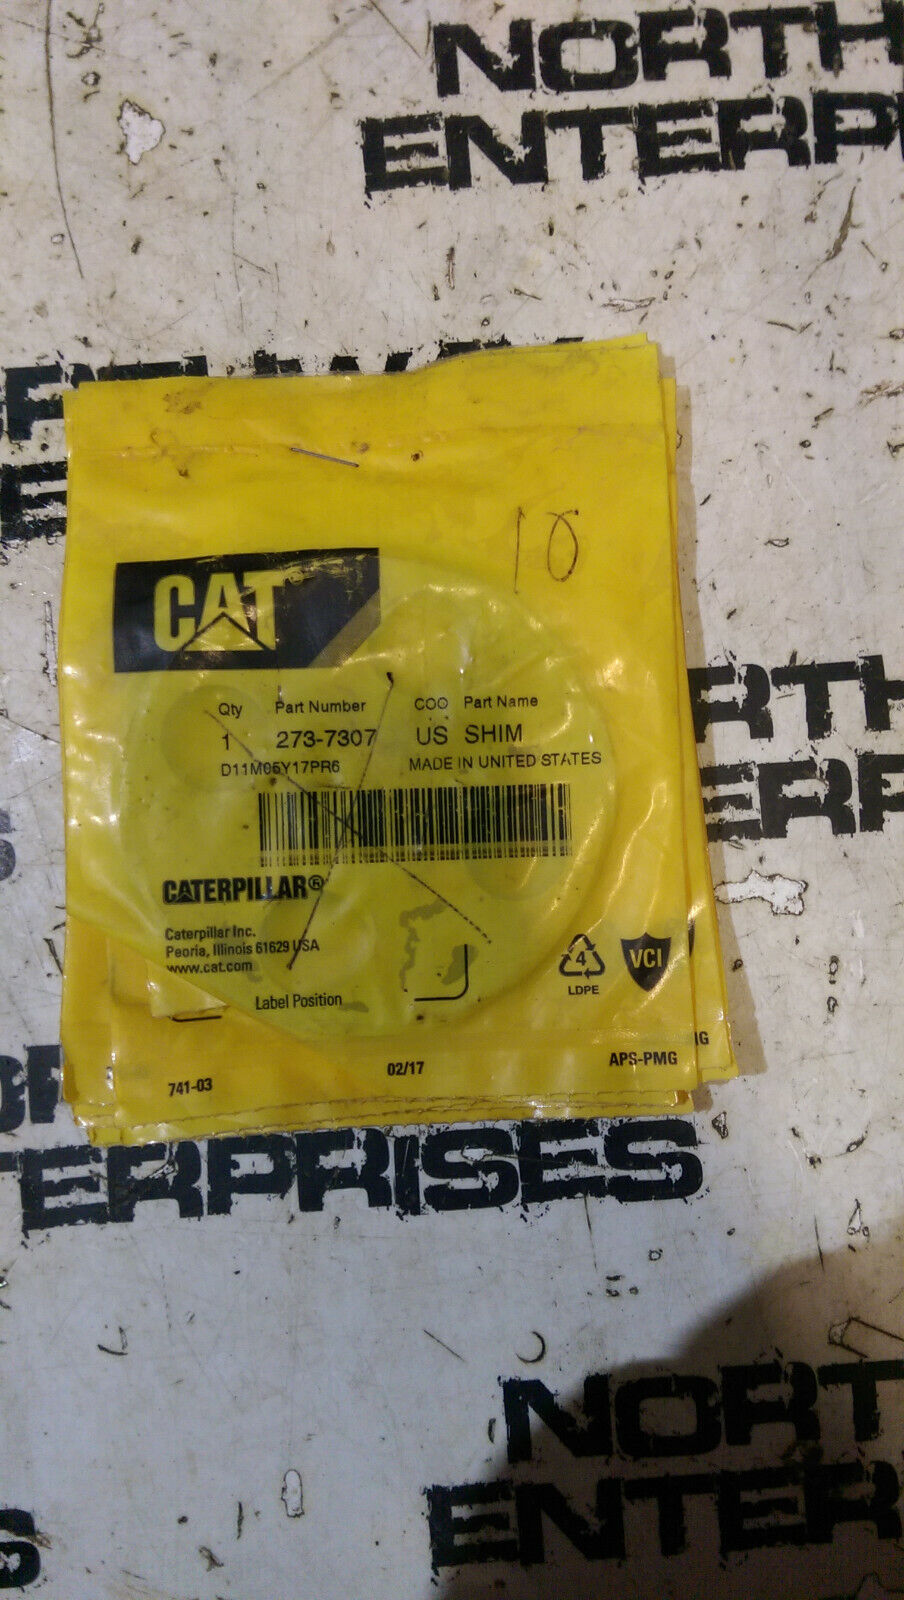 NORTH
ENTERP
10
CAT
Qty Part Number COO Part Name
1 273-7307 US SHIM
D11M05Y17PR6 MADE IN UNITED STATES
CATERPILLAR®
Caterpillar Inc.
Peoria, Illinois 61629 USA
www.cat.com
4
LDPE
VCI
Label Position
741-03 02/17 APS-PMG
TERPRISES
NORT
ENTER